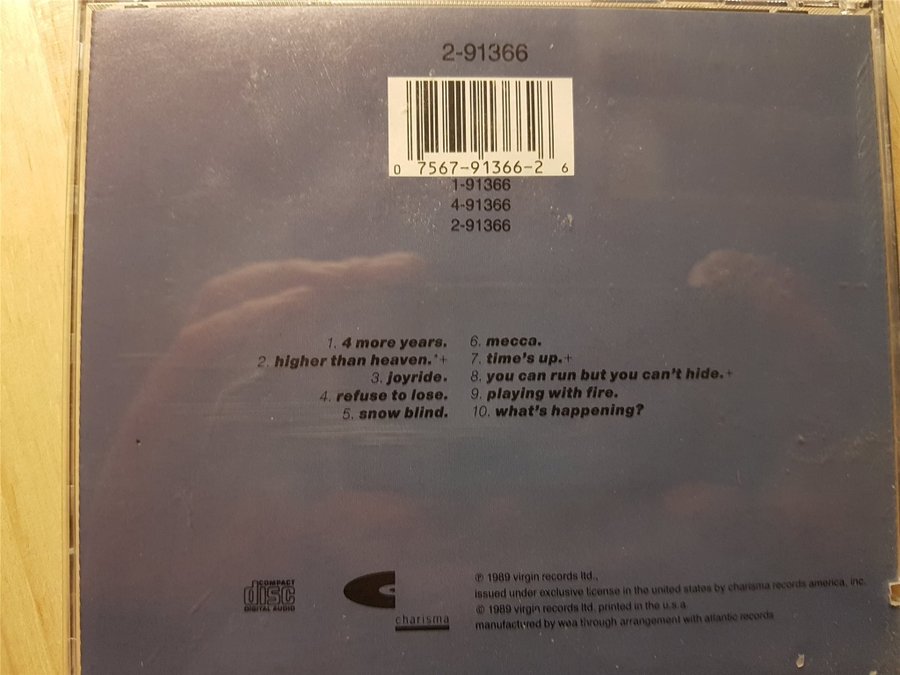 2-91366
0 7567-91366-2 6
1-91366
4-91366
2-91366
1. 4 more years.
2. higher than heaven.*+
3. joyride.
4. refuse to lose.
5. snow blind.
6. mecca.
7. time's up.+
8. you can run but you can't hide.+
9. playing with fire.
10. what's happening?
COMPACT
disc
DIGITAL AUDIO
charisma
℗ 1989 virgin records ltd.,
issued under exclusive license in the united states by charisma records america, inc.
© 1989 virgin records ltd. printed in the u.s.a
manufactured by wea through arrangement with atlantic records